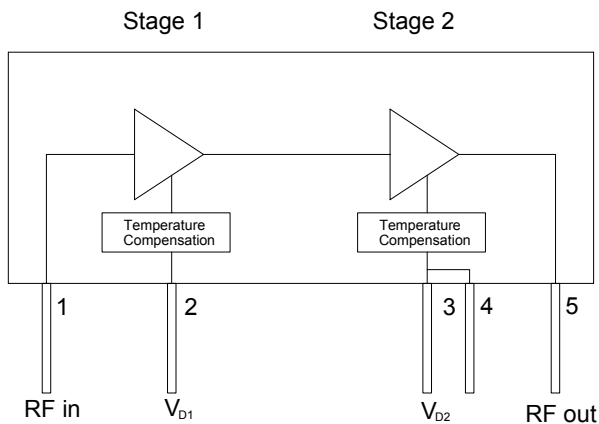 Stage 1
Stage 2
Temperature
Compensation
Temperature
Compensation
1
2
3
4
5
RF in
VD1
VD2
RF out